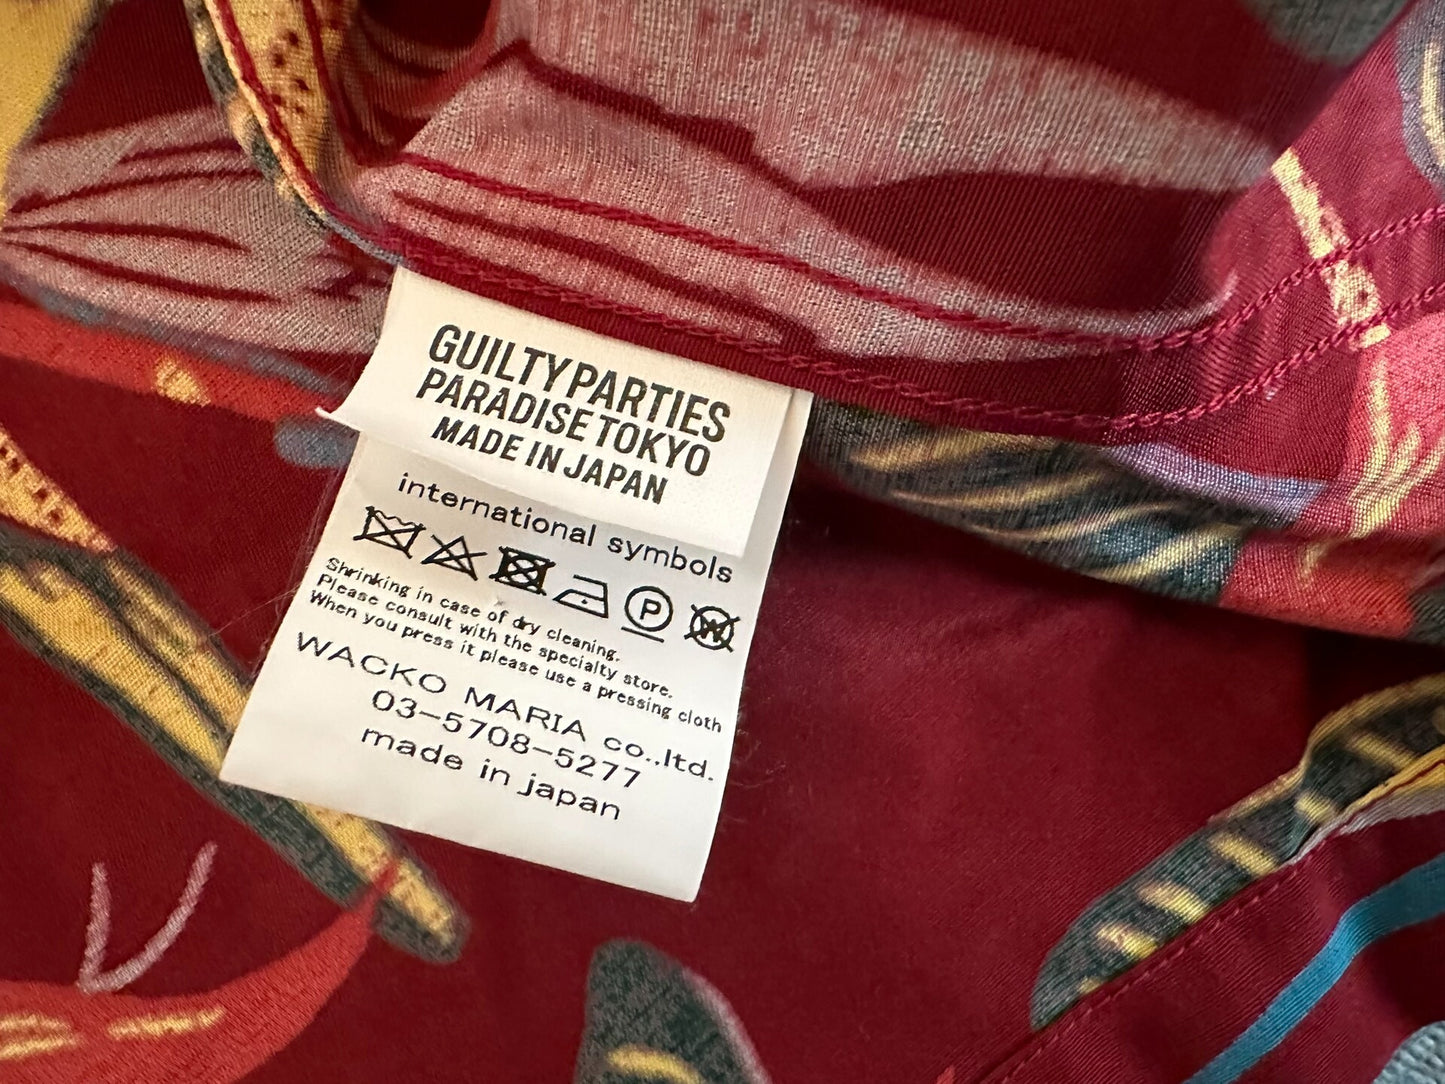 GUILTY PARTIES
PARADISE TOKYO
MADE IN JAPAN
international symbols
P W
Shrinking in case of dry cleaning.
Please consult with the specialty store.
When you press it please use a pressing cloth
WACKO MARIA co.,ltd.
03-5708-5277
made in japan